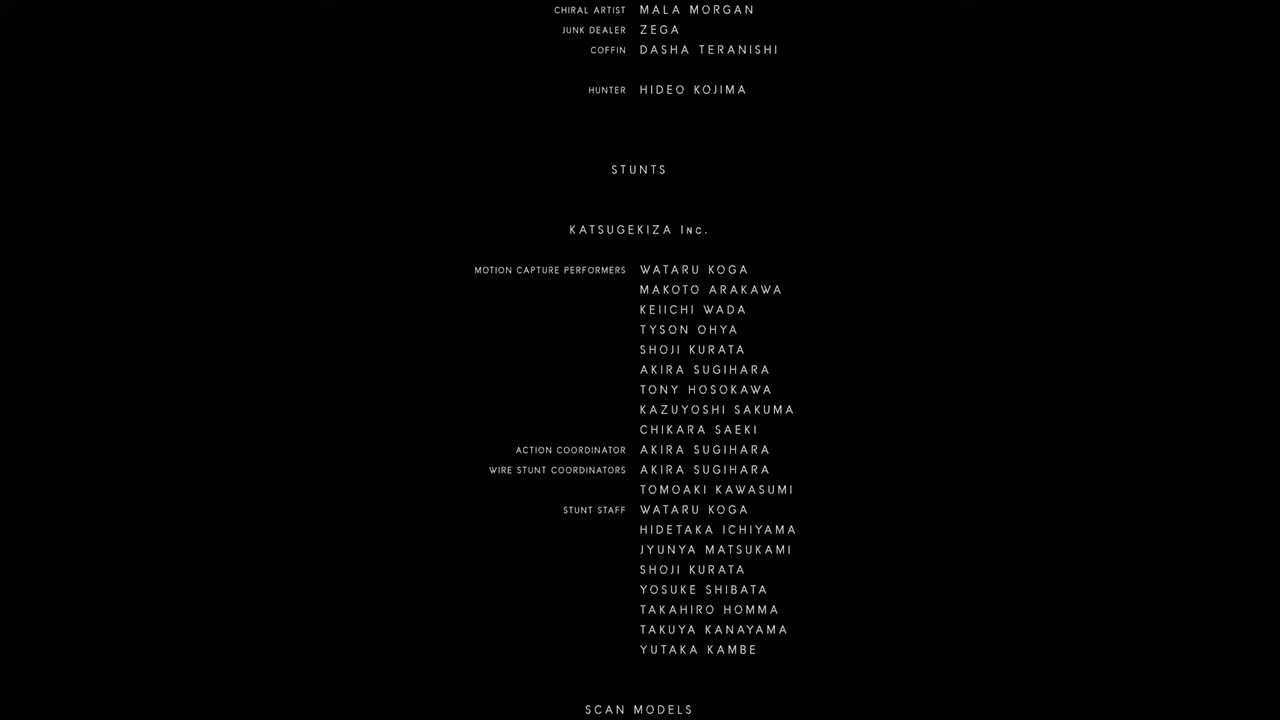 CHIRAL ARTIST MALA MORGAN
JUNK DEALER ZEGA
COFFIN DASHA TERANISHI
HUNTER HIDEO KOJIMA
STUNTS
KATSUGEKIZA Inc.
MOTION CAPTURE PERFORMERS WATARU KOGA
MAKOTO ARAKAWA
KEIICHI WADA
TYSON OHYA
SHOJI KURATA
AKIRA SUGIHARA
TONY HOSOKAWA
KAZUYOSHI SAKUMA
CHIKARA SAEKI
ACTION COORDINATOR AKIRA SUGIHARA
WIRE STUNT COORDINATORS AKIRA SUGIHARA
TOMOAKI KAWASUMI
STUNT STAFF WATARU KOGA
HIDETAKA ICHIYAMA
JYUNYA MATSUKAMI
SHOJI KURATA
YOSUKE SHIBATA
TAKAHIRO HOMMA
TAKUYA KANAYAMA
YUTAKA KAMBE
SCAN MODELS